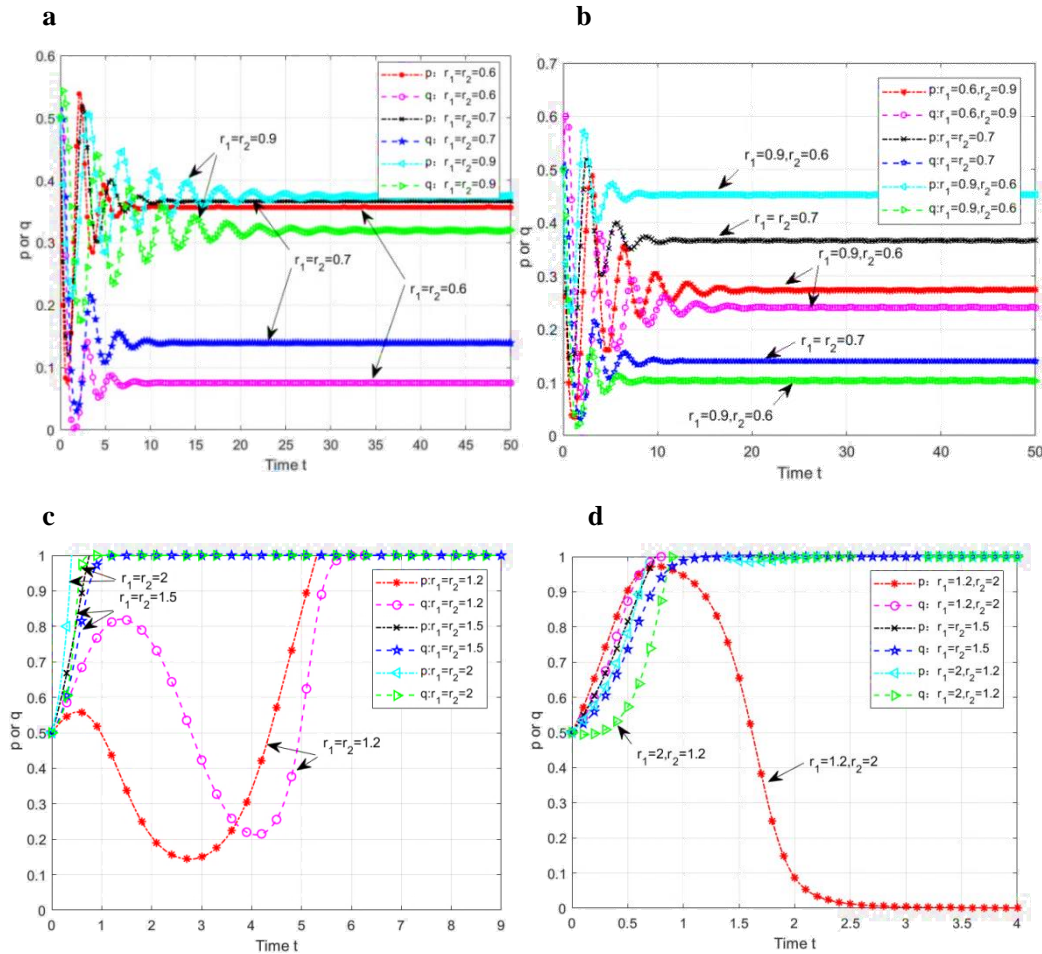 a
0.6
0.5
0.4
0.3
0.2
0.1
0
p or q
0 5 10 15 20 25 30 35 40 45 50
Time t
p: r1=r2=0.6
q: r1=r2=0.6
p: r1=r2=0.7
q: r1=r2=0.7
p: r1=r2=0.9
q: r1=r2=0.9
r1=r2=0.9
r1=r2=0.7
r1=r2=0.6
b
0.7
0.6
0.5
0.4
0.3
0.2
0.1
0
p or q
0 10 20 30 40 50
Time t
p:r1=0.6,r2=0.9
q:r1=0.6,r2=0.9
p:r1=r2=0.7
q:r1=r2=0.7
p:r1=0.9,r2=0.6
q:r1=0.9,r2=0.6
r1=0.9,r2=0.6
r1= r2=0.7
r1=0.9,r2=0.6
r1= r2=0.7
r1=0.9,r2=0.6
c
1
0.9
0.8
0.7
0.6
0.5
0.4
0.3
0.2
0.1
0
p or q
0 1 2 3 4 5 6 7 8 9
Time t
p:r1=r2=1.2
q:r1=r2=1.2
p:r1=r2=1.5
q:r1=r2=1.5
p:r1=r2=2
q:r1=r2=2
r1=r2=2
r1=r2=1.5
r1=r2=1.2
d
1
0.9
0.8
0.7
0.6
0.5
0.4
0.3
0.2
0.1
0
p or q
0 0.5 1 1.5 2 2.5 3 3.5 4
Time t
p: r1=1.2,r2=2
q: r1=1.2,r2=2
p: r1=r2=1.5
q: r1=r2=1.5
p: r1=2,r2=1.2
q: r1=2,r2=1.2
r1=2,r2=1.2
r1=1.2,r2=2